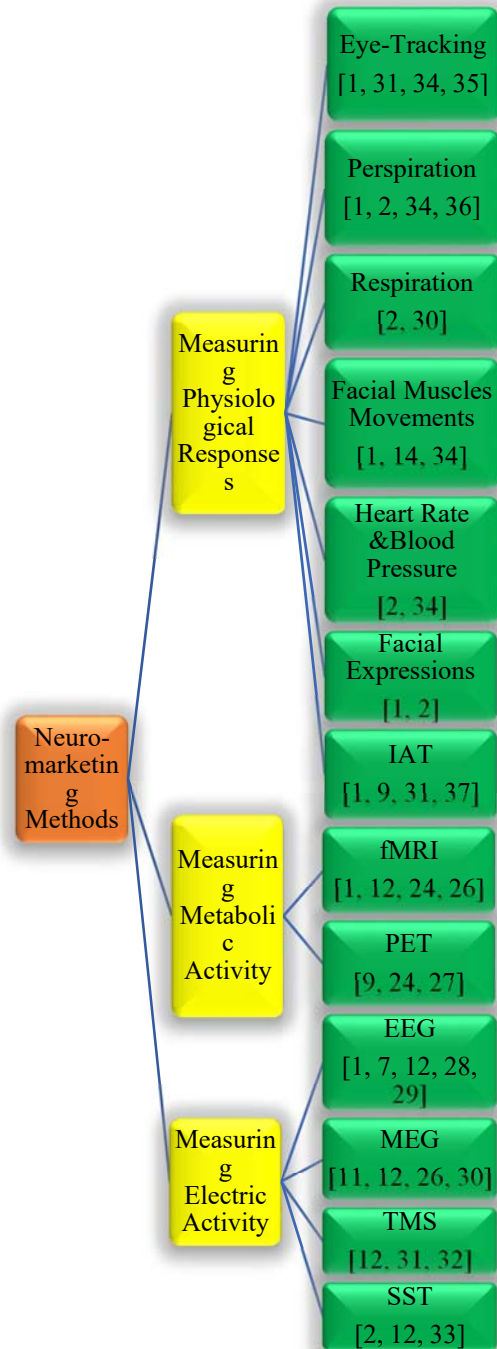 Eye-Tracking
[1, 31, 34, 35]
Perspiration
[1, 2, 34, 36]
Respiration
[2, 30]
Facial Muscles
Movements
[1, 14, 34]
Heart Rate
&Blood
Pressure
[2, 34]
Facial
Expressions
[1, 2]
IAT
[1, 9, 31, 37]
fMRI
[1, 12, 24, 26]
PET
[9, 24, 27]
EEG
[1, 7, 12, 28,
29]
MEG
[11, 12, 26, 30]
TMS
[12, 31, 32]
SST
[2, 12, 33]
Measurin
g
Physiolo
gical
Response
s
Measurin
g
Metaboli
c
Activity
Measurin
g
Electric
Activity
Neuro-
marketin
g
Methods